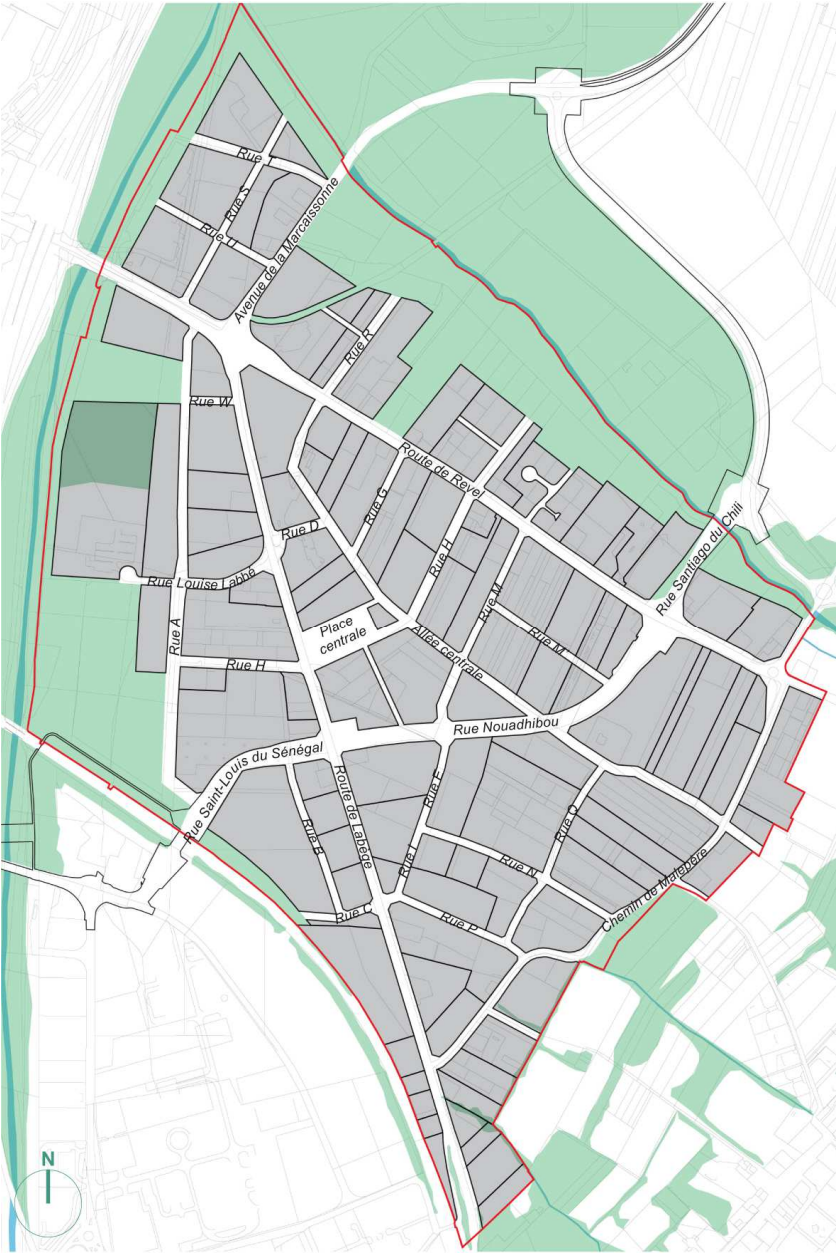 Rue T
Rue S
Rue U
Avenue de la Marcaissonne
Rue R
Rue W
Route de Revel
Rue G
Rue D
Rue H
Rue Santiago du Chili
Rue Louise Labbé
Rue M
Place
centrale
Rue A
Allée centrale
Rue M
Rue H
Rue Nouadhibou
Rue Saint-Louis du Sénégal
Route de Labège
Rue F
Rue B
Rue I
Rue Q
Rue N
Chemin de Malepère
Rue C
Rue P
N